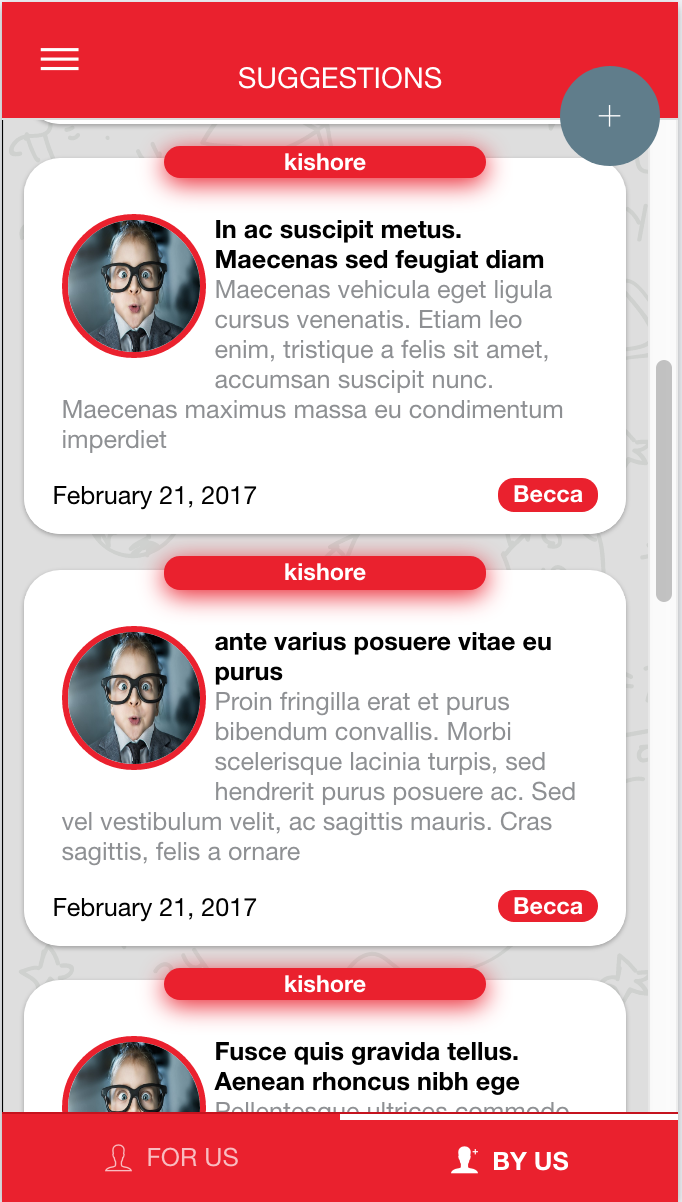 SUGGESTIONS
kishore
In ac suscipit metus.
Maecenas sed feugiat diam
Maecenas vehicula eget ligula
cursus venenatis. Etiam leo
enim, tristique a felis sit amet,
accumsan suscipit nunc.
Maecenas maximus massa eu condimentum
imperdiet
February 21, 2017
Becca
kishore
ante varius posuere vitae eu
purus
Proin fringilla erat et purus
bibendum convallis. Morbi
scelerisque lacinia turpis, sed
hendrerit purus posuere ac. Sed
vel vestibulum velit, ac sagittis mauris. Cras
sagittis, felis a ornare
February 21, 2017
Becca
kishore
Fusce quis gravida tellus.
Aenean rhoncus nibh ege
Pellentesque ultrices commodo
FOR US
BY US